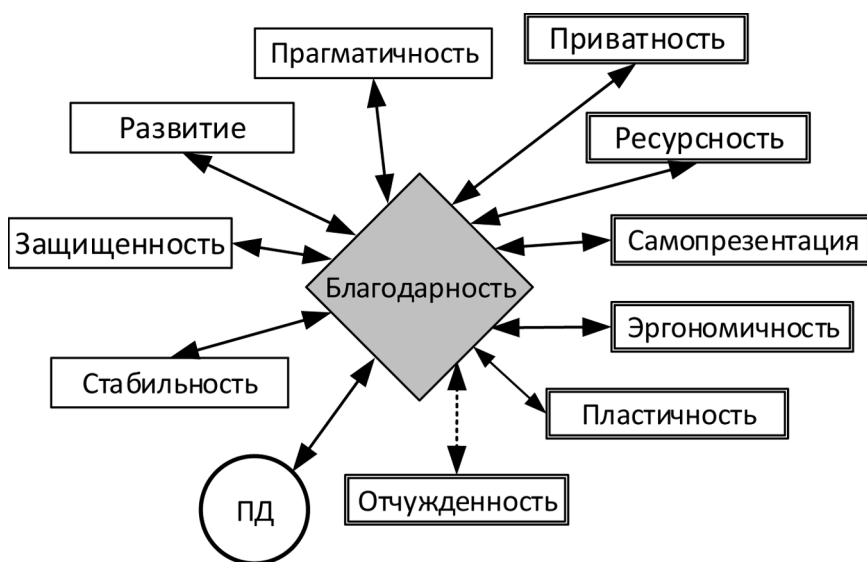 Прагматичность
Приватность
Развитие
Ресурсность
Защищенность
Самопрезентация
Благодарность
Эргономичность
Стабильность
Пластичность
Отчужденность
ПД